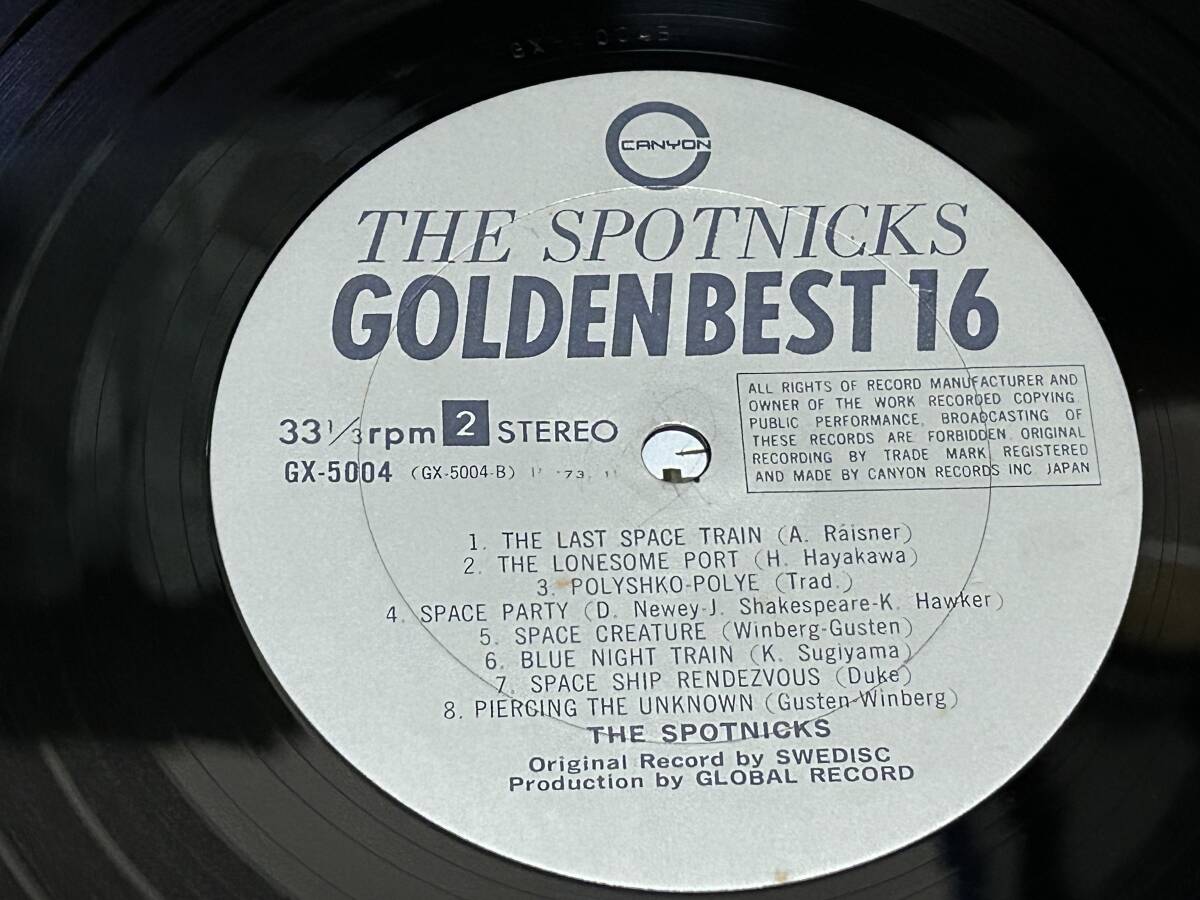 CANYON
THE SPOTNICKS
GOLDEN BEST 16
33 1/3 rpm 2 STEREO
GX-5004 (GX-5004-B) '73.
ALL RIGHTS OF RECORD MANUFACTURER AND
OWNER OF THE WORK RECORDED COPYING.
PUBLIC PERFORMANCE, BROADCASTING OF
THESE RECORDS ARE FORBIDDEN. ORIGINAL
RECORDING BY TRADE MARK REGISTERED
AND MADE BY CANYON RECORDS INC JAPAN
1. THE LAST SPACE TRAIN (A. Ráisner)
2. THE LONESOME PORT (H. Hayakawa)
3. POLYSHKO-POLYE (Trad.)
4. SPACE PARTY (D. Newey-J. Shakespeare-K. Hawker)
5. SPACE CREATURE (Winberg-Gusten)
6. BLUE NIGHT TRAIN (K. Sugiyama)
7. SPACE SHIP RENDEZVOUS (Duke)
8. PIERCING THE UNKNOWN (Gusten-Winberg)
THE SPOTNICKS
Original Record by SWEDISC
Production by GLOBAL RECORD